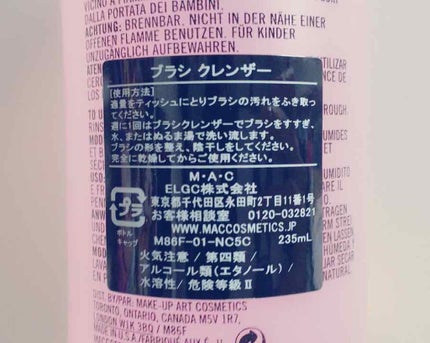 DALLA PORTATA DEI BAMBINI.
ACHTUNG: BRENNBAR. NICHT IN DER NÄHE EINER
OFFENEN FLAMME BENUTZEN. FÜR KINDER
UNZUGÄNGLICH AUFBEWAHREN.
ブラシ クレンザー
[使用方法]
適量をティッシュにとりブラシの汚れをふき取っ
てください。
週に1回はブラシクレンザーでブラシをすすぎ、
水、またはぬるま湯で洗い流します。
ブラシの形を整え、陰干しをしてください。
完全に乾燥してからご使用ください。
M・A・C
ELGC株式会社
東京都千代田区永田町2丁目11番1号
お客様相談室 0120-032821
WWW.MACCOSMETICS.JP
M86F-01-NC5C 235mL
プラ
ボトル
キャップ
火気注意/第四類/
アルコール類(エタノール)/
水溶性/危険等級Ⅱ
DIST. BY/PAR: MAKE-UP ART COSMETICS
TORONTO, ONTARIO, CANADA M5V 1R7,
LONDON W1K 3BQ / M86F